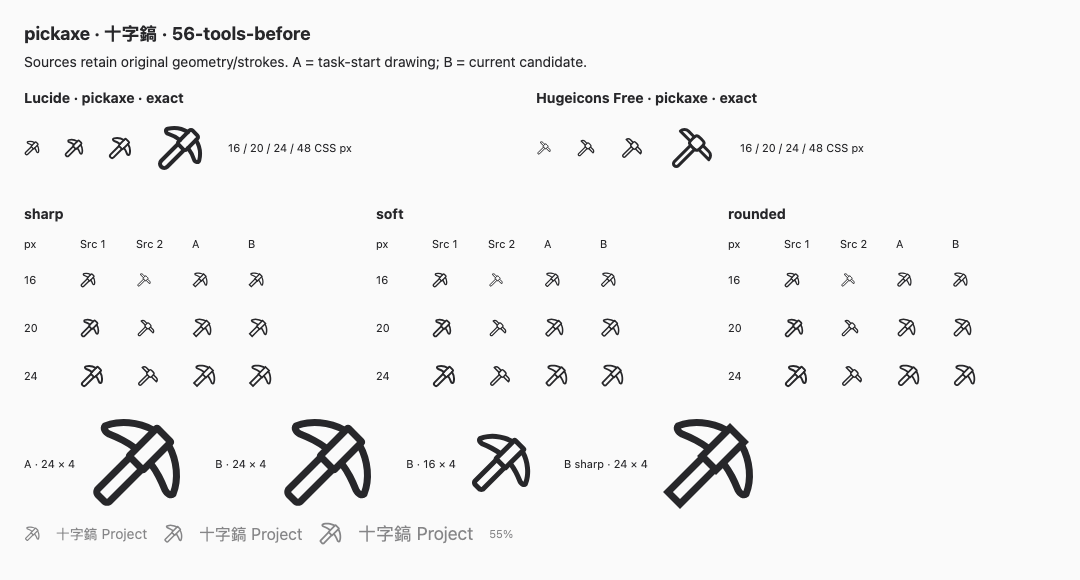 pickaxe · 十字鎬 · 56-tools-before
Sources retain original geometry/strokes. A = task-start drawing; B = current candidate.
Lucide · pickaxe · exact
Hugeicons Free · pickaxe · exact
16 / 20 / 24 / 48 CSS px
16 / 20 / 24 / 48 CSS px
sharp
soft
rounded
px Src 1 Src 2 A B
px Src 1 Src 2 A B
px Src 1 Src 2 A B
16
16
16
20
20
20
24
24
24
A · 24 × 4
B · 24 × 4
B · 16 × 4
B sharp · 24 × 4
十字鎬 Project
十字鎬 Project
十字鎬 Project
55%